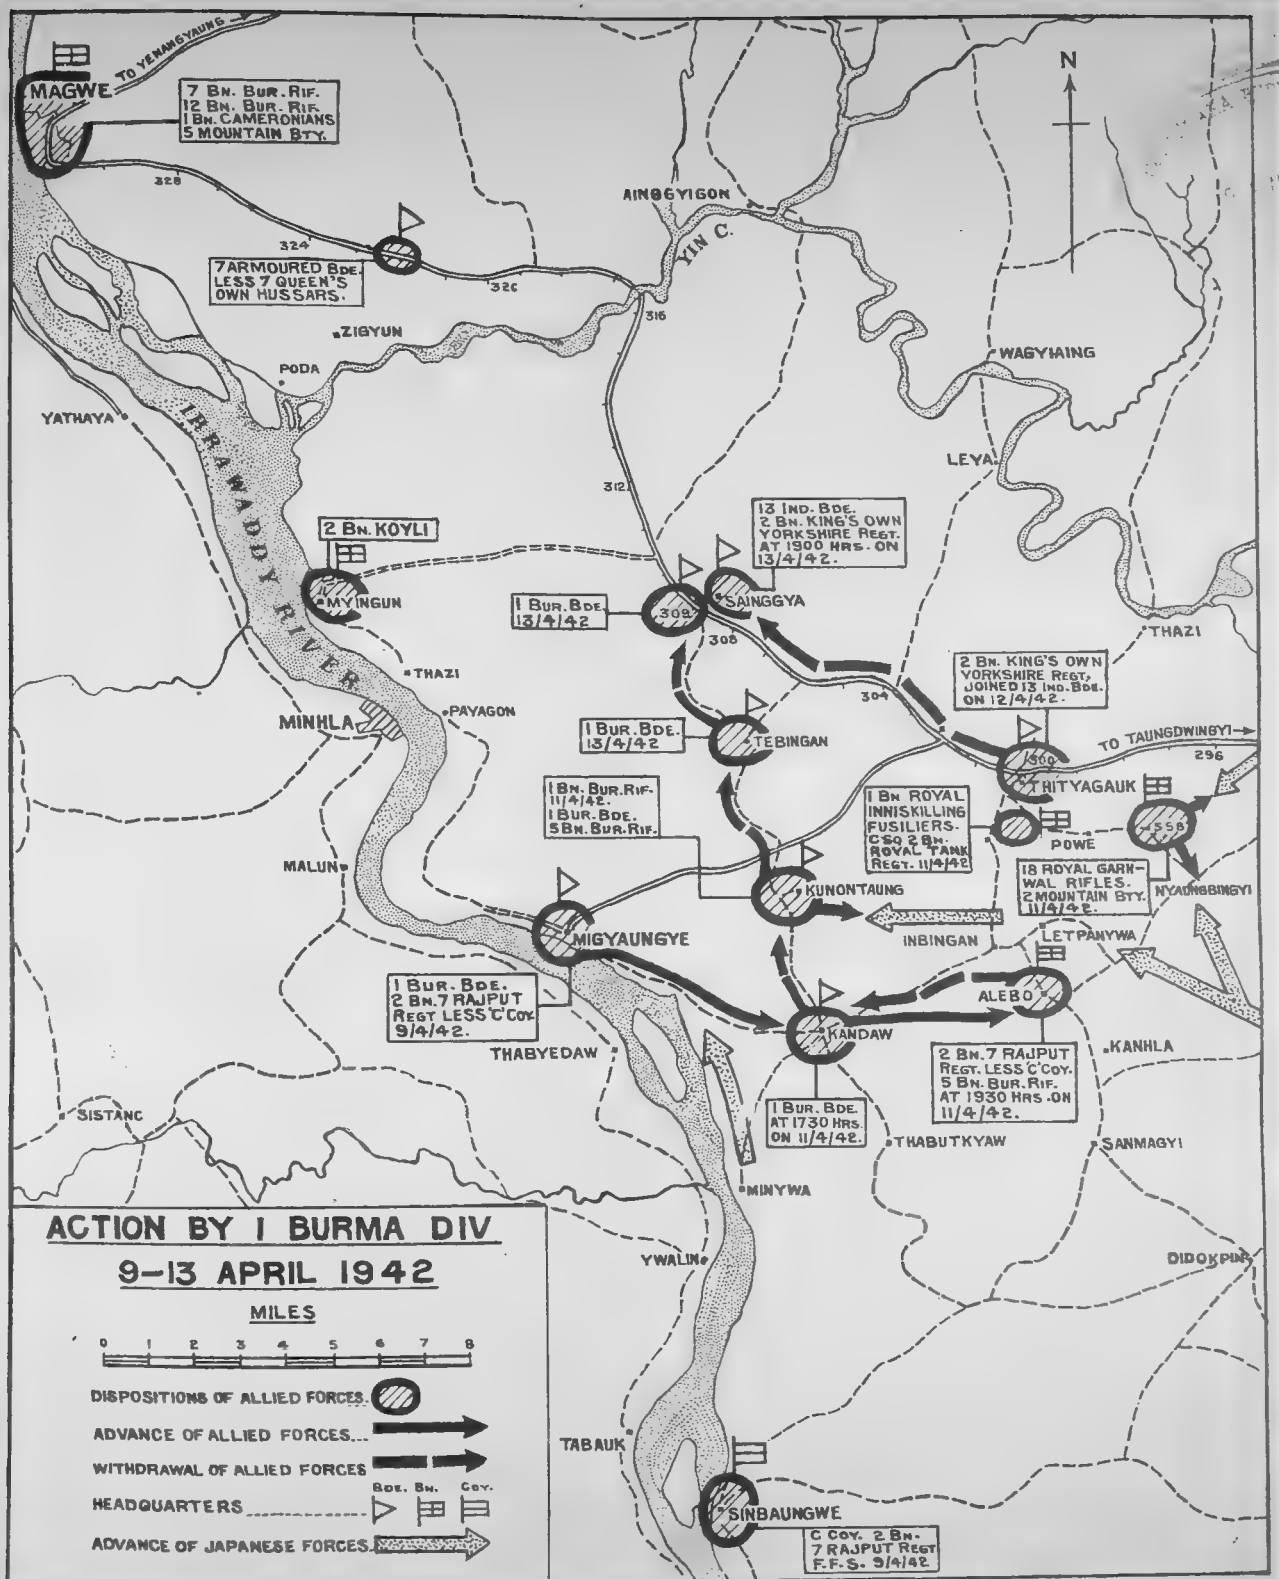 TO YENANGYAUNG
MAGWE
7 BN. BUR. RIF.
12 BN. BUR. RIF.
1 BN. CAMERONIANS
5 MOUNTAIN BTY.
N
328
324
7 ARMOURED BDE.
LESS 7 QUEEN'S
OWN HUSSARS.
326
316
AINGGYIGON
YIN C.
ZIGYUN
PODA
WAGYIAING
YATHAYA
IRRAWADDY RIVER
LEYA
312
2 BN. KOYLI
13 IND. BDE.
2 BN. KING'S OWN
YORKSHIRE REGT.
AT 1900 HRS. ON
13/4/42.
MYINGUN
1 BUR. BDE.
13/4/42
309
SAINGGYA
308
THAZI
THAZI
2 BN. KING'S OWN
YORKSHIRE REGT,
JOINED 13 IND. BDE.
ON 12/4/42.
304
PAYAGON
MINHLA
1 BUR. BDE.
13/4/42
TEBINGAN
TO TAUNGDWINGYI
296
300
THITYAGAUK
1 BN. BUR. RIF.
11/4/42.
1 BUR. BDE.
5 BN. BUR. RIF.
1 BN ROYAL
INNISKILLING
FUSILIERS.
C SQ 2 BN.
ROYAL TANK
REGT. 11/4/42
POWE
558
MALUN
KUNONTAUNG
18 ROYAL GARH-
WAL RIFLES.
2 MOUNTAIN BTY.
11/4/42.
NYAUNGBINGYI
MIGYAUNGYE
INBINGAN
LETPANYWA
1 BUR. BDE.
2 BN. 7 RAJPUT
REGT LESS 'C' COY.
9/4/42.
ALEBO
KANDAW
THABYEDAW
KANHLA
2 BN. 7 RAJPUT
REGT. LESS 'C' COY.
5 BN. BUR. RIF.
AT 1930 HRS. ON
11/4/42.
1 BUR. BDE.
AT 1730 HRS.
ON 11/4/42.
SISTANG
THABUTKYAW
SANMAGYI
MINYWA
ACTION BY 1 BURMA DIV
9-13 APRIL 1942
MILES
0 1 2 3 4 5 6 7 8
DISPOSITIONS OF ALLIED FORCES.
ADVANCE OF ALLIED FORCES...
WITHDRAWAL OF ALLIED FORCES
BDE. BN. COY.
HEADQUARTERS
ADVANCE OF JAPANESE FORCES.
YWALIN
DIDOKPIN
TABAUK
SINBAUNGWE
C COY. 2 BN.
7 RAJPUT REGT
F.F.S. 9/4/42